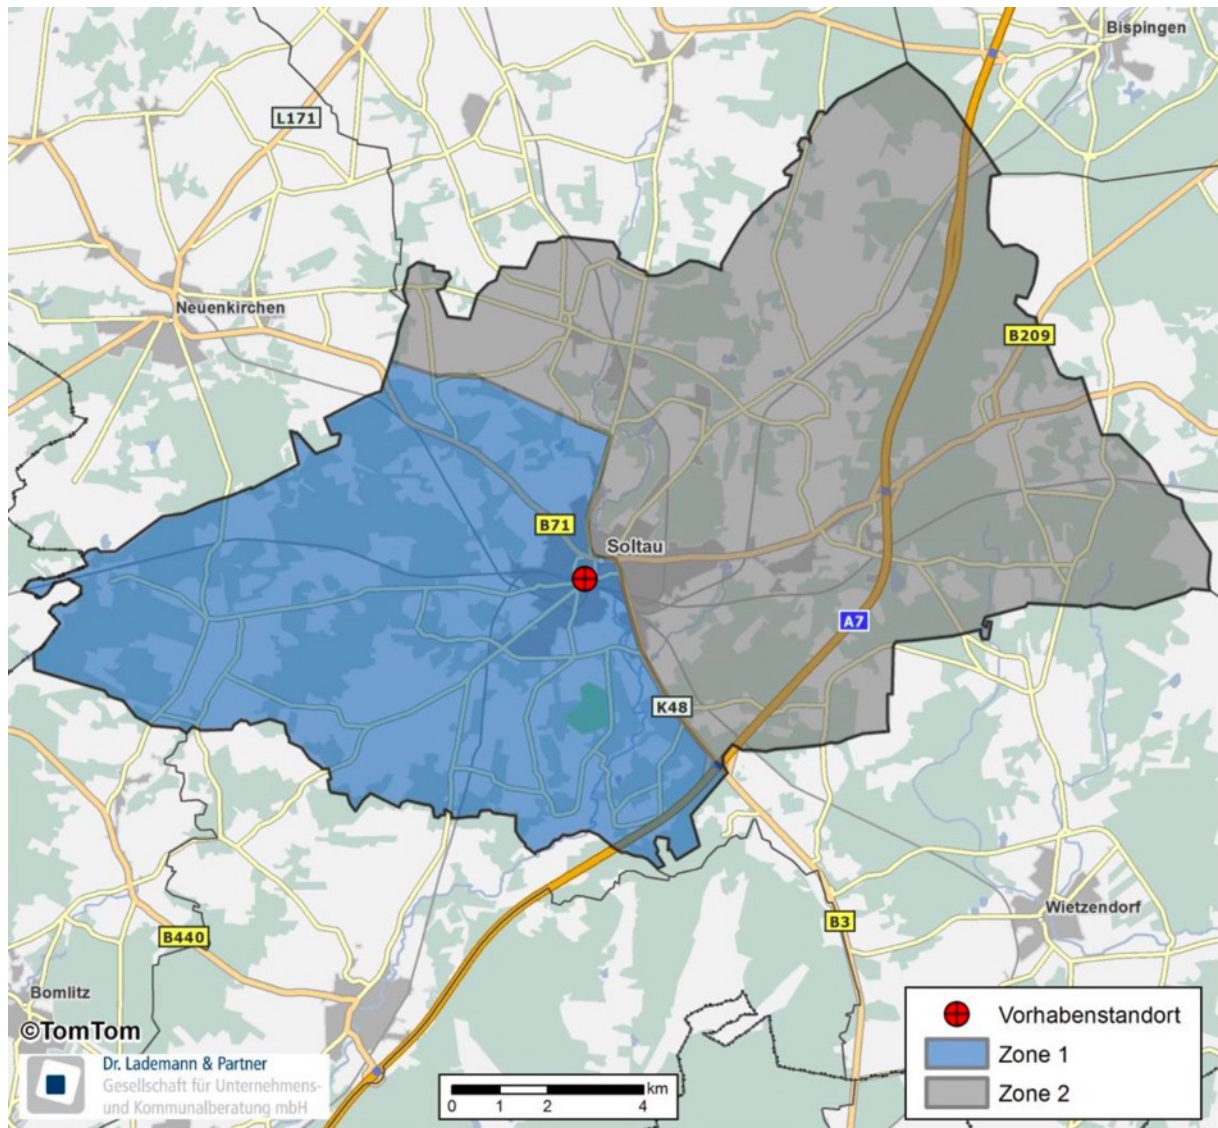 Bispingen
L171
Neuenkirchen
B209
B71
Soltau
A7
K48
Wietzendorf
B3
B440
Bomlitz
©TomTom
Dr. Lademann & Partner
Gesellschaft für Unternehmens-
und Kommunalberatung mbH
km
0 1 2 4
Vorhabenstandort
Zone 1
Zone 2